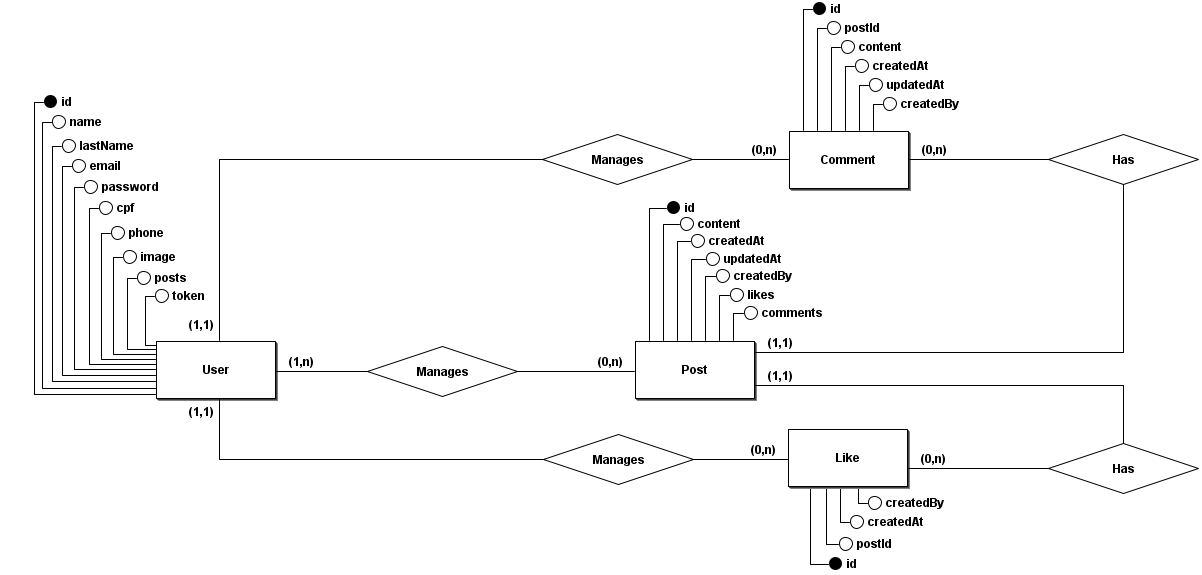 id
postId
content
createdAt
updatedAt
createdBy
id
name
lastName
email
password
cpf
phone
image
posts
token
(1,1)
Manages
(0,n)
Comment
(0,n)
Has
id
content
createdAt
updatedAt
createdBy
likes
comments
(1,1)
User
(1,n)
Manages
(0,n)
Post
(1,1)
(1,1)
Manages
(0,n)
Like
(0,n)
Has
createdBy
createdAt
postId
id